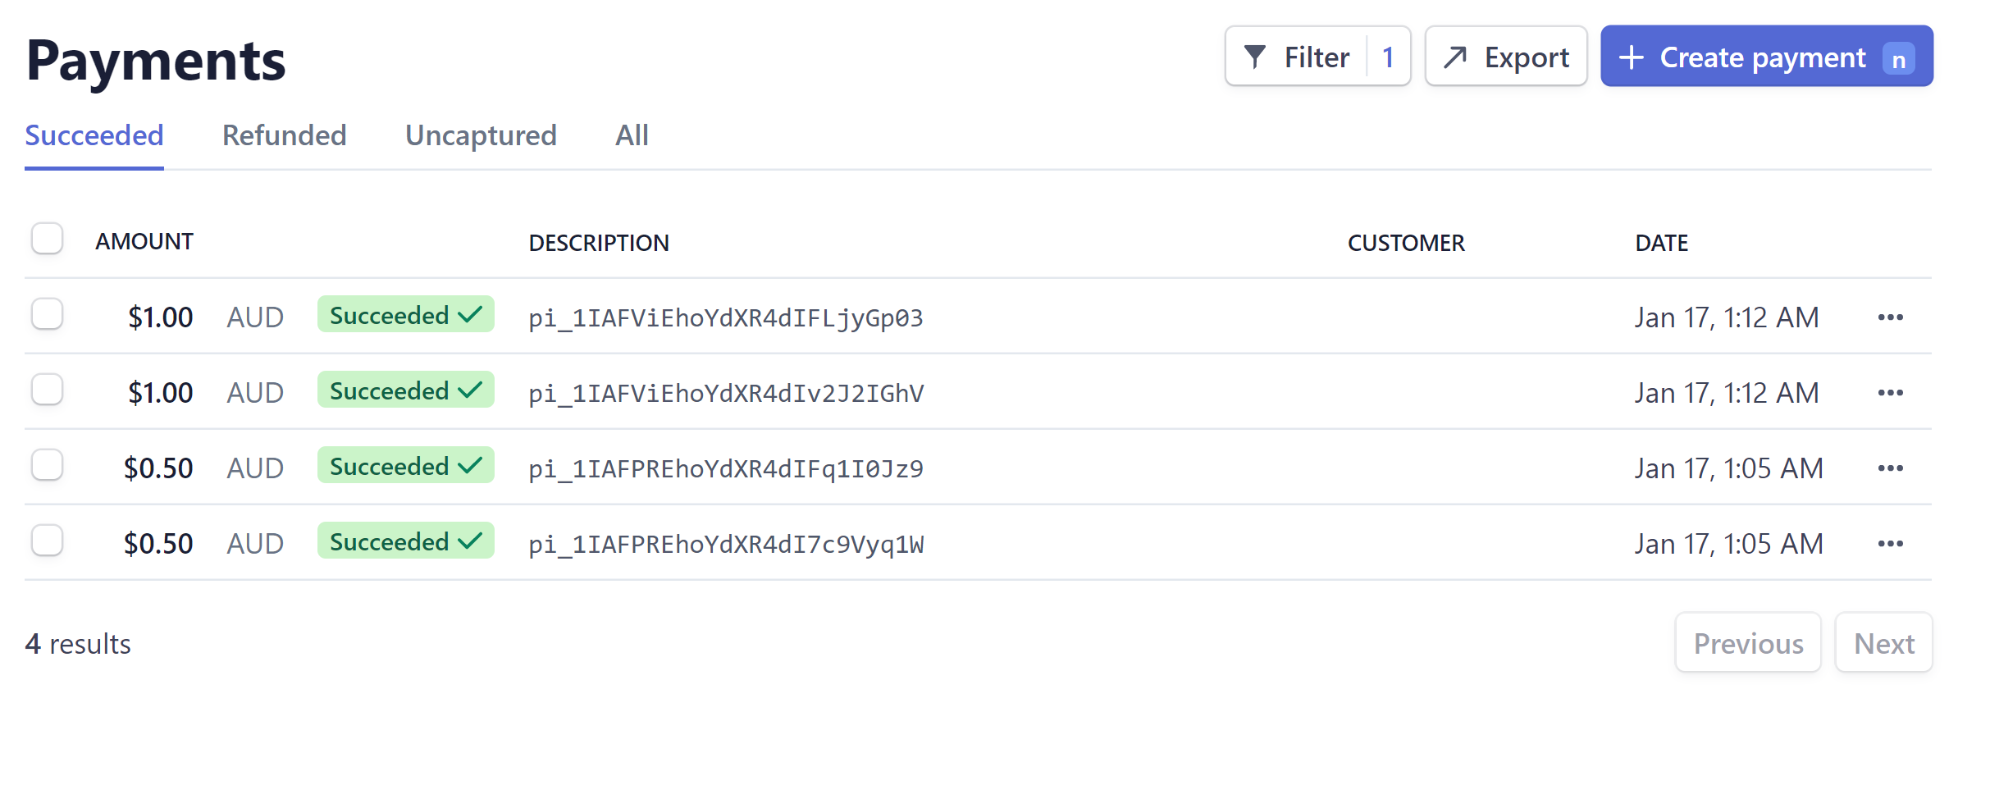 Payments
Filter 1
Export
+ Create payment n
Succeeded Refunded Uncaptured All
AMOUNT DESCRIPTION CUSTOMER DATE
$1.00 AUD Succeeded ✓ pi_1IAFViEhoYdXR4dIFLjyGp03 Jan 17, 1:12 AM •••
$1.00 AUD Succeeded ✓ pi_1IAFViEhoYdXR4dIv2J2IGhV Jan 17, 1:12 AM •••
$0.50 AUD Succeeded ✓ pi_1IAFPREhoYdXR4dIFq1I0Jz9 Jan 17, 1:05 AM •••
$0.50 AUD Succeeded ✓ pi_1IAFPREhoYdXR4dI7c9Vyq1W Jan 17, 1:05 AM •••
4 results
Previous Next